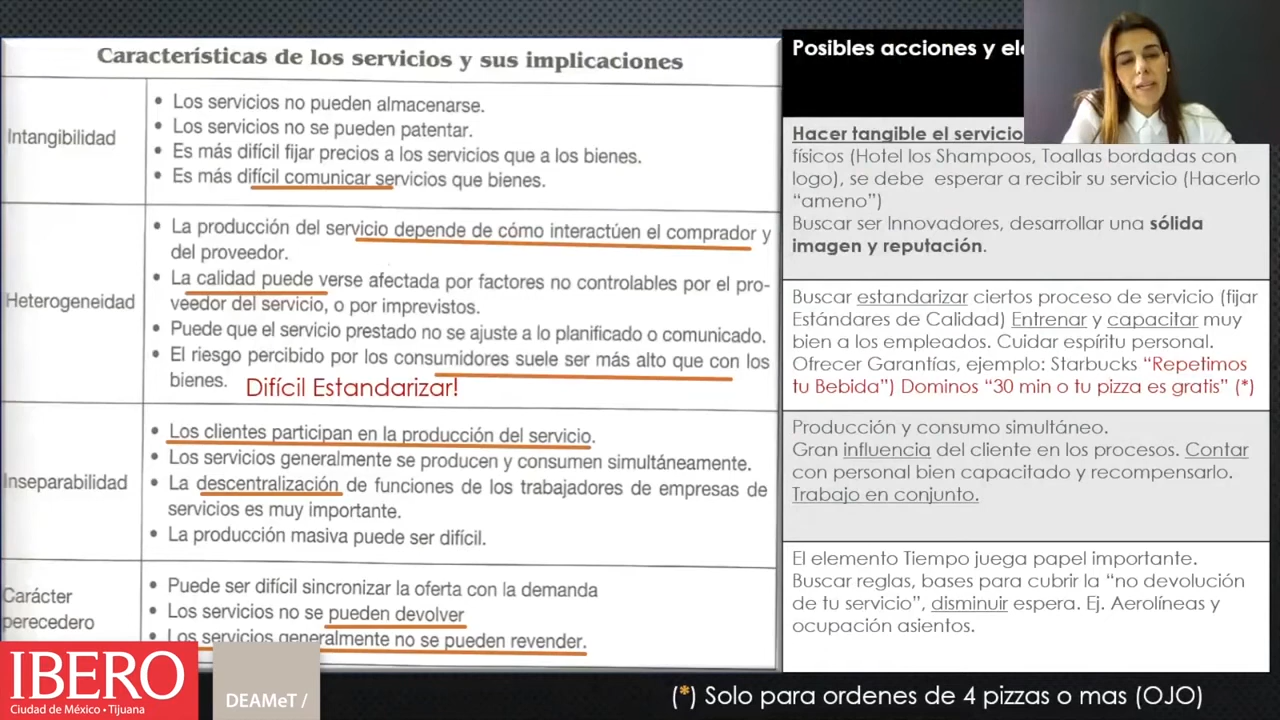 Características de los servicios y sus implicaciones
Intangibilidad
• Los servicios no pueden almacenarse.
• Los servicios no se pueden patentar.
• Es más difícil fijar precios a los servicios que a los bienes.
• Es más difícil comunicar servicios que bienes.
Heterogeneidad
• La producción del servicio depende de cómo interactúen el comprador y
del proveedor.
• La calidad puede verse afectada por factores no controlables por el pro-
veedor del servicio, o por imprevistos.
• Puede que el servicio prestado no se ajuste a lo planificado o comunicado.
• El riesgo percibido por los consumidores suele ser más alto que con los
bienes.
Difícil Estandarizar!
Inseparabilidad
• Los clientes participan en la producción del servicio.
• Los servicios generalmente se producen y consumen simultáneamente.
• La descentralización de funciones de los trabajadores de empresas de
servicios es muy importante.
• La producción masiva puede ser difícil.
Carácter
perecedero
• Puede ser difícil sincronizar la oferta con la demanda
• Los servicios no se pueden devolver
• Los servicios generalmente no se pueden revender.
Posibles acciones y
Hacer tangible el servicio
físicos (Hotel los Shampoos, Toallas bordadas con
logo), se debe esperar a recibir su servicio (Hacerlo
“ameno”)
Buscar ser Innovadores, desarrollar una sólida
imagen y reputación.
Buscar estandarizar ciertos proceso de servicio (fijar
Estándares de Calidad) Entrenar y capacitar muy
bien a los empleados. Cuidar espíritu personal.
Ofrecer Garantías, ejemplo: Starbucks “Repetimos
tu Bebida”) Dominos “30 min o tu pizza es gratis” (*)
Producción y consumo simultáneo.
Gran influencia del cliente en los procesos. Contar
con personal bien capacitado y recompensarlo.
Trabajo en conjunto.
El elemento Tiempo juega papel importante.
Buscar reglas, bases para cubrir la “no devolución
de tu servicio”, disminuir espera. Ej. Aerolíneas y
ocupación asientos.
IBERO
Ciudad de México • Tijuana
DEAMeT /
(*) Solo para ordenes de 4 pizzas o mas (OJO)